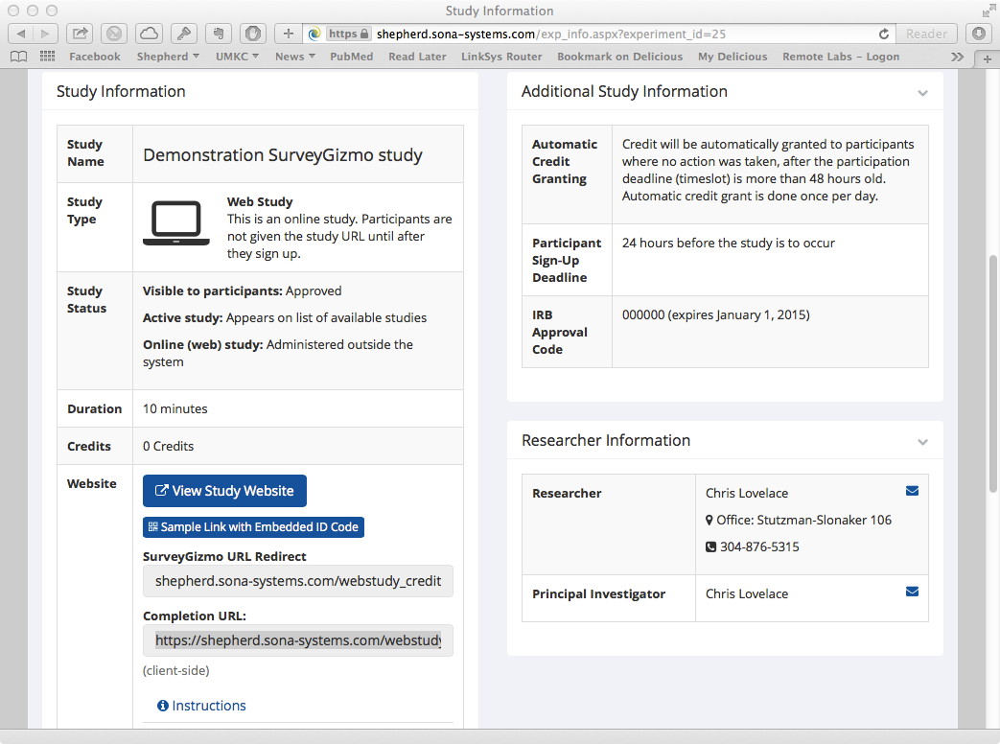 Study Information
https shepherd.sona-systems.com/exp_info.aspx?experiment_id=25 Reader
Facebook Shepherd UMKC News PubMed Read Later LinkSys Router Bookmark on Delicious My Delicious Remote Labs - Logon
Study Information
Study Name
Demonstration SurveyGizmo study
Study Type
Web Study
This is an online study. Participants are
not given the study URL until after
they sign up.
Study Status
Visible to participants: Approved
Active study: Appears on list of available studies
Online (web) study: Administered outside the
system
Duration 10 minutes
Credits 0 Credits
Website
View Study Website
Sample Link with Embedded ID Code
SurveyGizmo URL Redirect
shepherd.sona-systems.com/webstudy_credit
Completion URL:
https://shepherd.sona-systems.com/webstudy
(client-side)
Instructions
Additional Study Information
Automatic Credit Granting
Credit will be automatically granted to participants
where no action was taken, after the participation
deadline (timeslot) is more than 48 hours old.
Automatic credit grant is done once per day.
Participant Sign-Up Deadline
24 hours before the study is to occur
IRB Approval Code
000000 (expires January 1, 2015)
Researcher Information
Researcher
Chris Lovelace
Office: Stutzman-Slonaker 106
304-876-5315
Principal Investigator Chris Lovelace